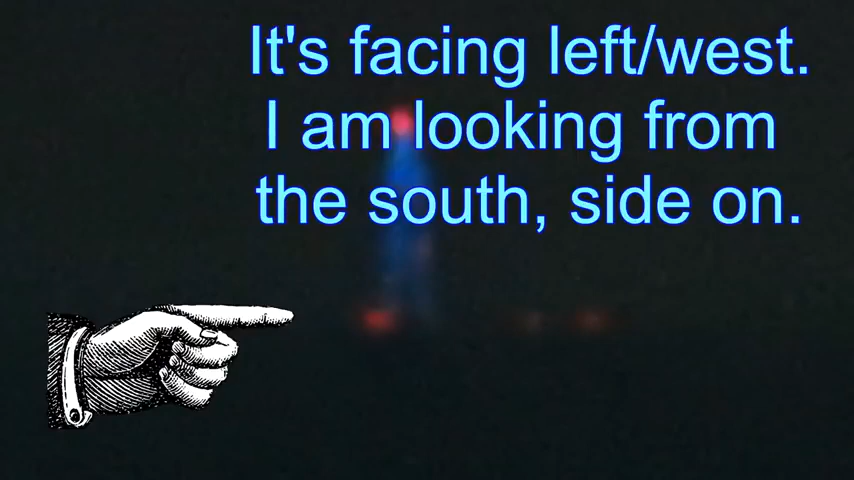 It's facing left/west.
I am looking from
the south, side on.